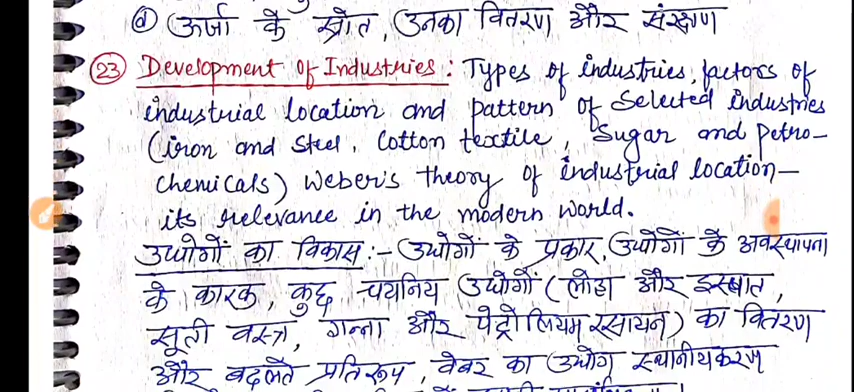 (d) ऊर्जा के स्रोत, उनका वितरण और संरक्षण
(23) Development of Industries : Types of industries, factors of
industrial location and pattern of selected industries
(iron and steel, Cotton textile, Sugar and Petro-
chemicals) Weber's theory of industrial location-
its relevance in the modern world.
उद्योगों का विकास :- उद्योगों के प्रकार, उद्योगों के अवस्थापना
के कारक, कुछ चयनिय उद्योगों (लोहा और इस्पात,
सूती वस्त्र, गन्ना और पेट्रोलियम रसायन) का वितरण
और बदलते प्रतिरूप, वेबर का उद्योग स्थानीयकरण